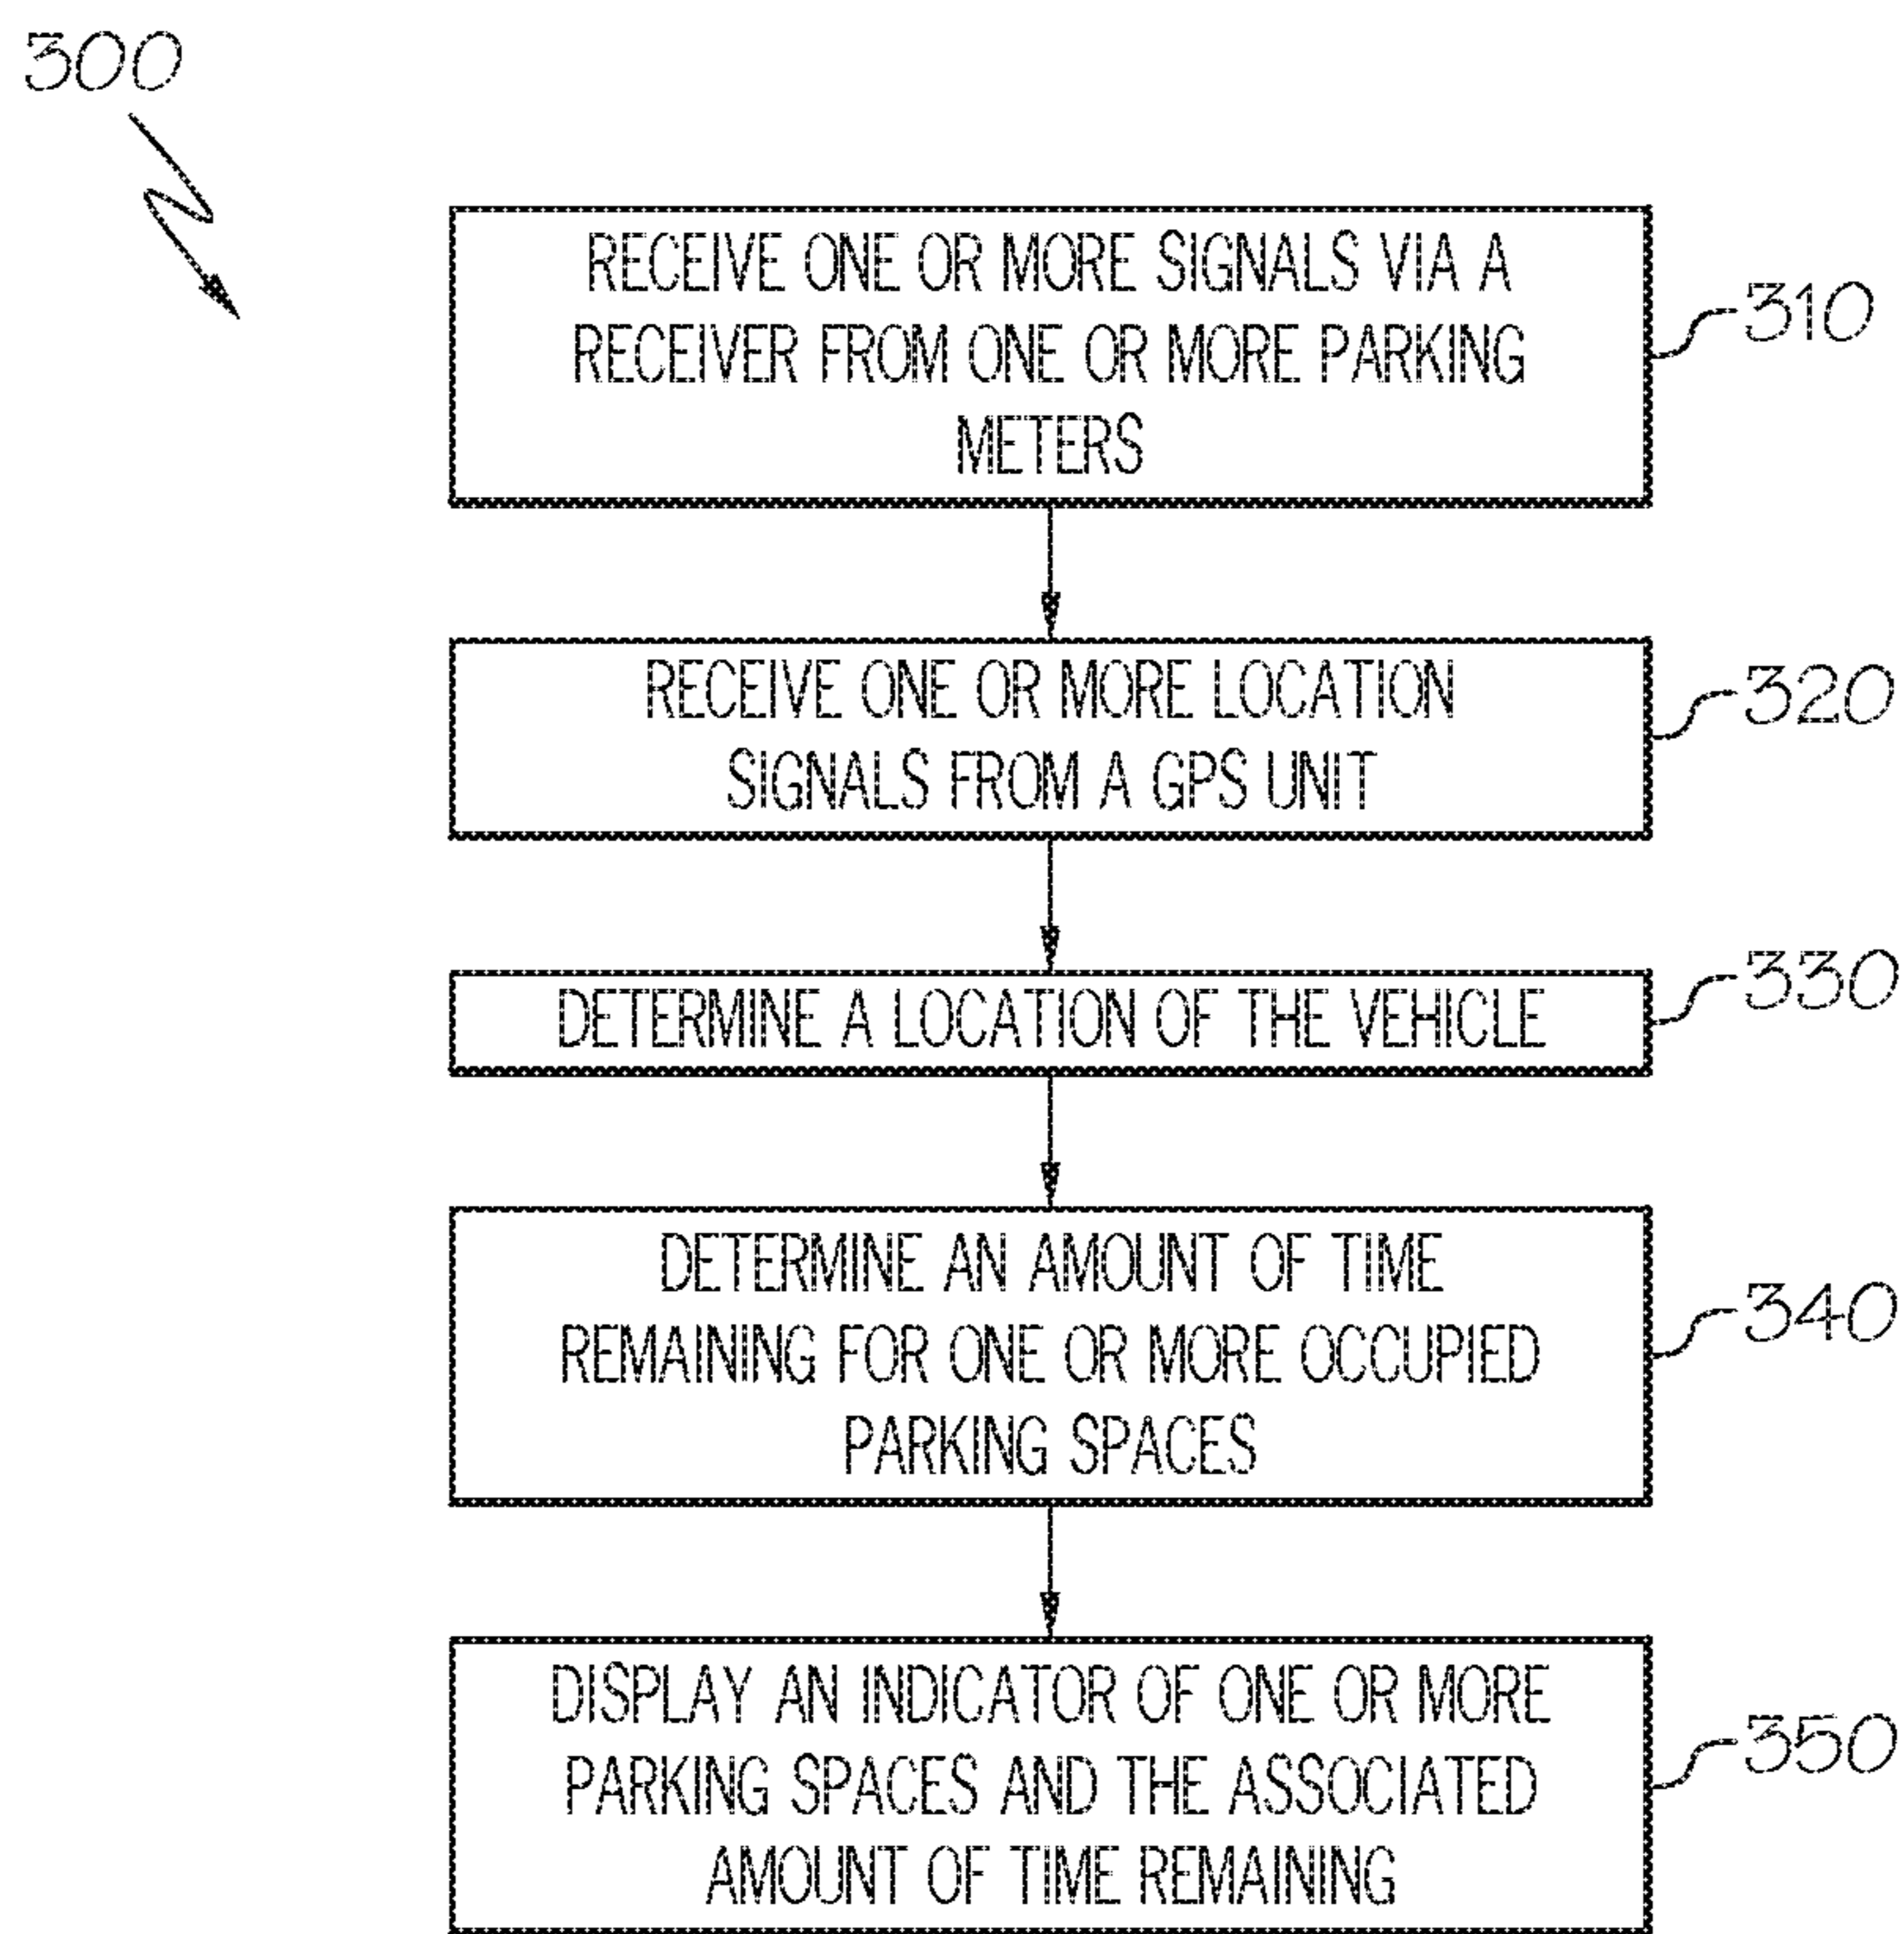 300
RECEIVE ONE OR MORE SIGNALS VIA A
RECEIVER FROM ONE OR MORE PARKING
METERS
310
RECEIVE ONE OR MORE LOCATION
SIGNALS FROM A GPS UNIT
320
DETERMINE A LOCATION OF THE VEHICLE
330
DETERMINE AN AMOUNT OF TIME
REMAINING FOR ONE OR MORE OCCUPIED
PARKING SPACES
340
DISPLAY AN INDICATOR OF ONE OR MORE
PARKING SPACES AND THE ASSOCIATED
AMOUNT OF TIME REMAINING
350